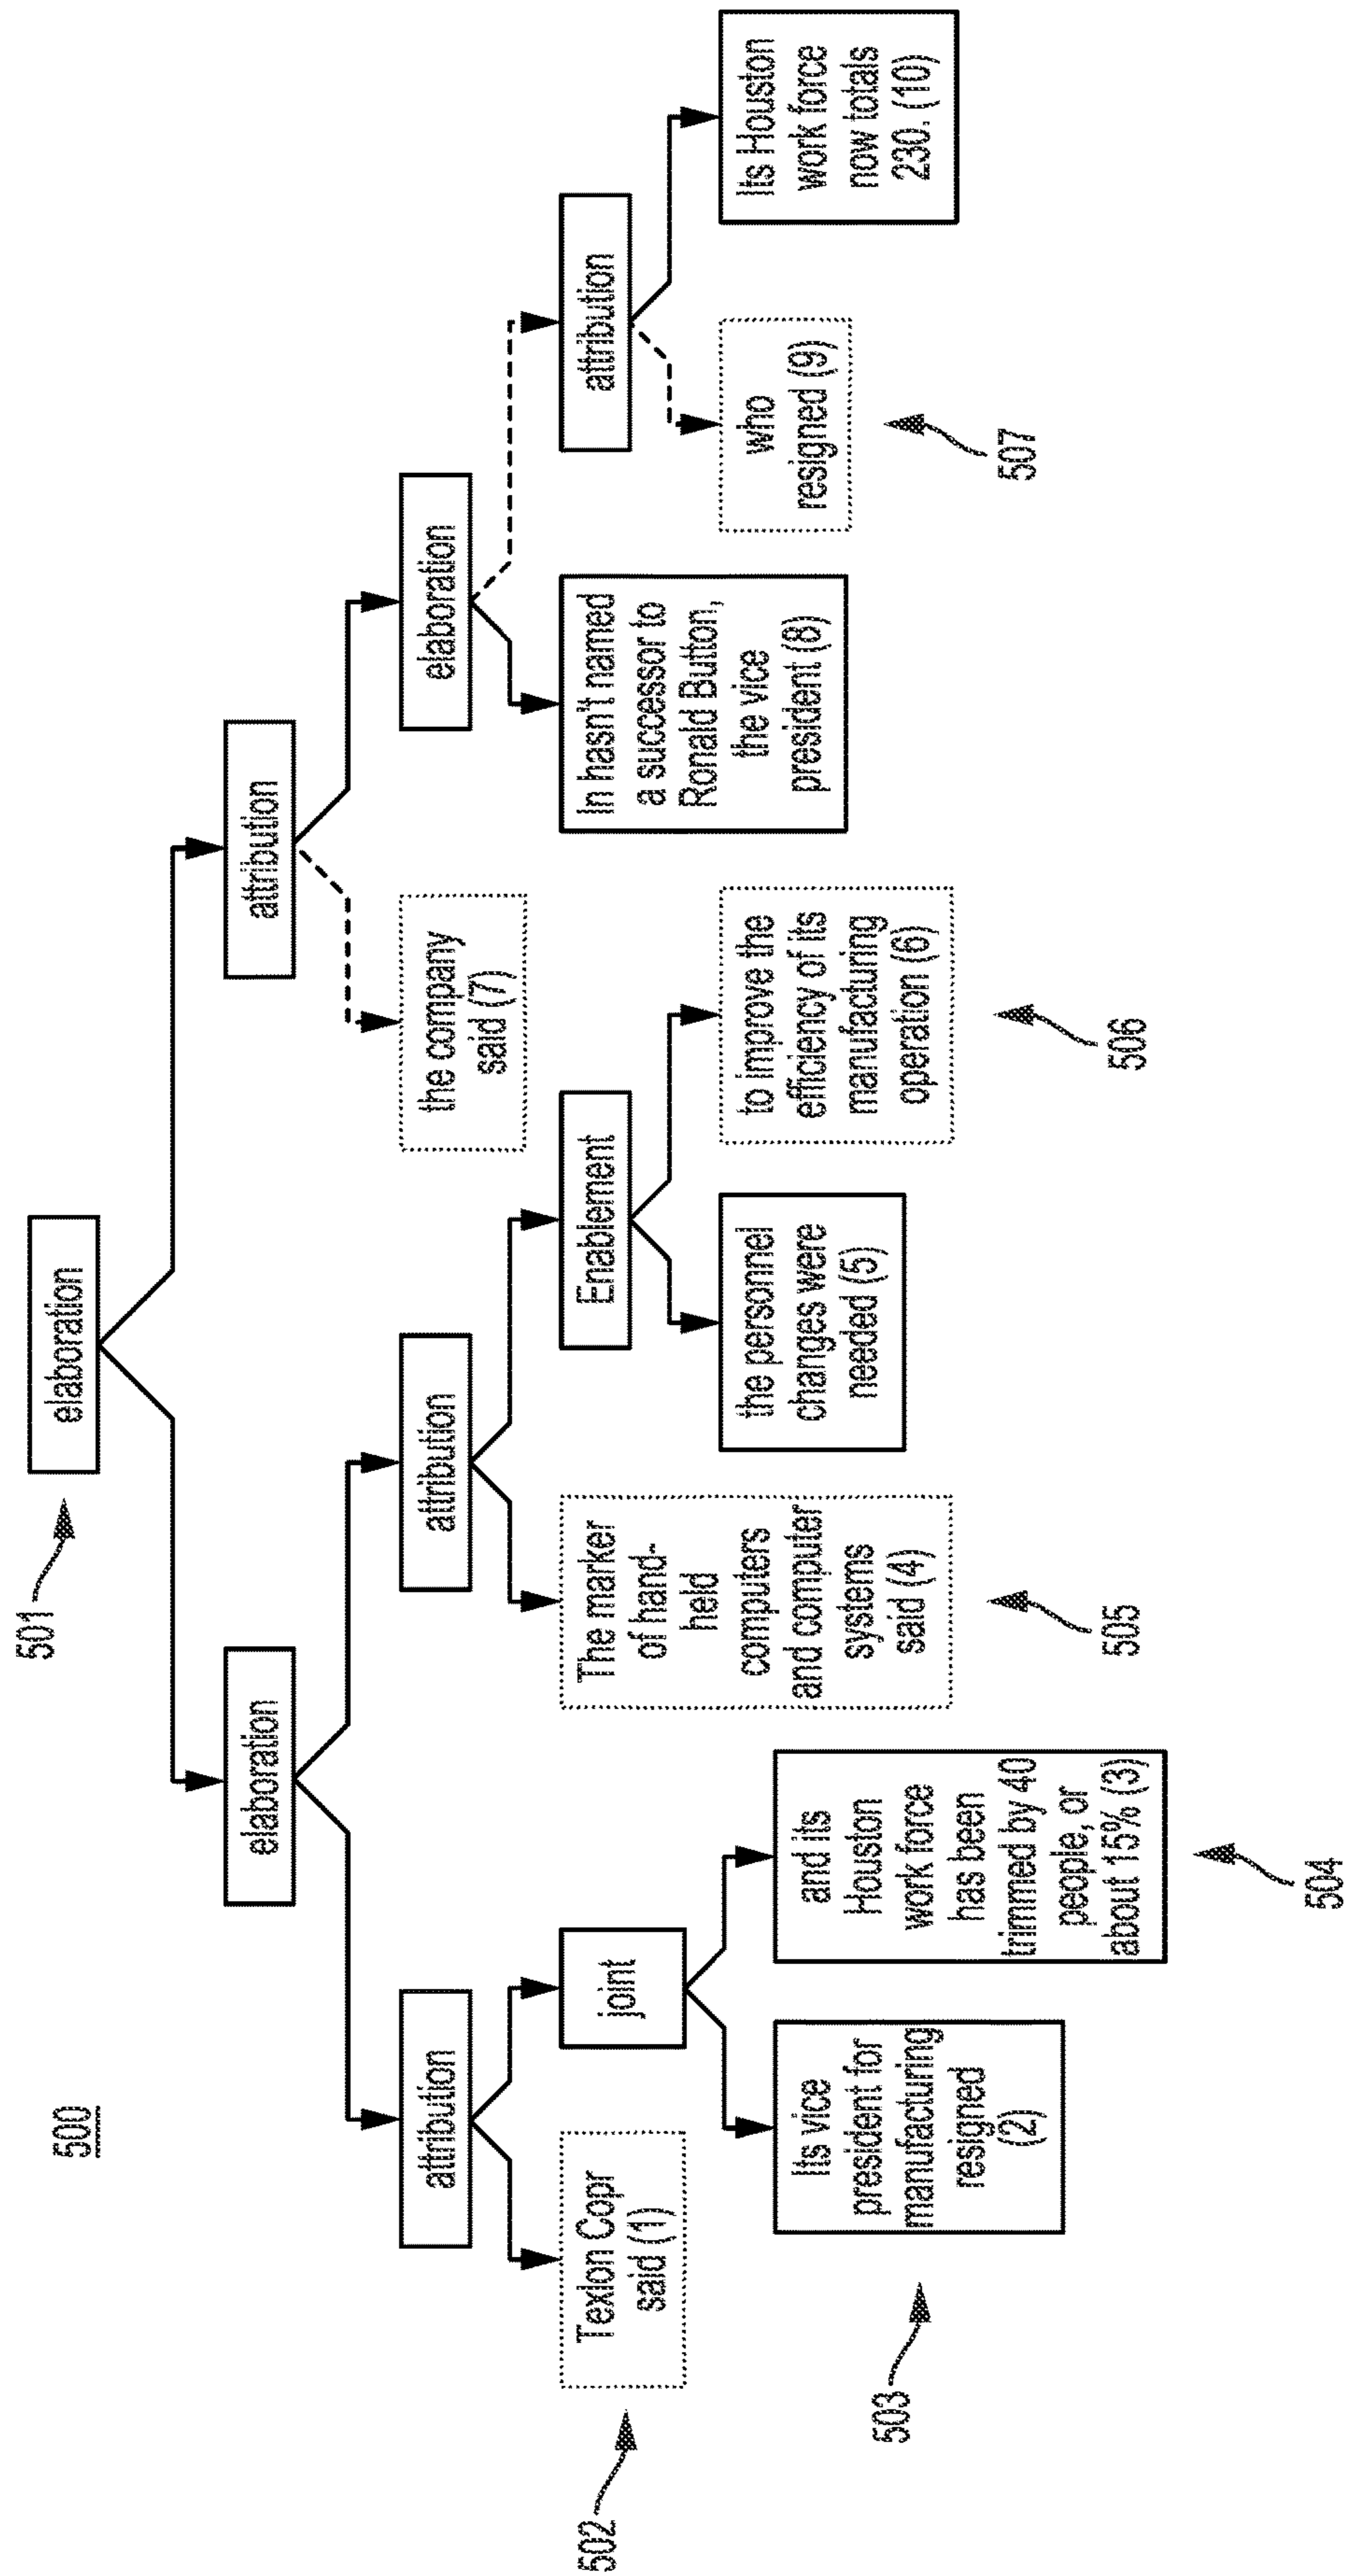 500
501
elaboration
elaboration
attribution
attribution
attribution
elaboration
Texlon Copr
said (1)
502
joint
Its vice
president for
manufacturing
resigned
(2)
503
and its
Houston
work force
has been
trimmed by 40
people, or
about 15% (3)
504
The marker
of hand-
held
computers
and computer
systems
said (4)
505
Enablement
the personnel
changes were
needed (5)
to improve the
efficiency of its
manufacturing
operation (6)
506
the company
said (7)
In hasn't named
a successor to
Ronald Button,
the vice
president (8)
attribution
who
resigned (9)
507
Its Houston
work force
now totals
230. (10)